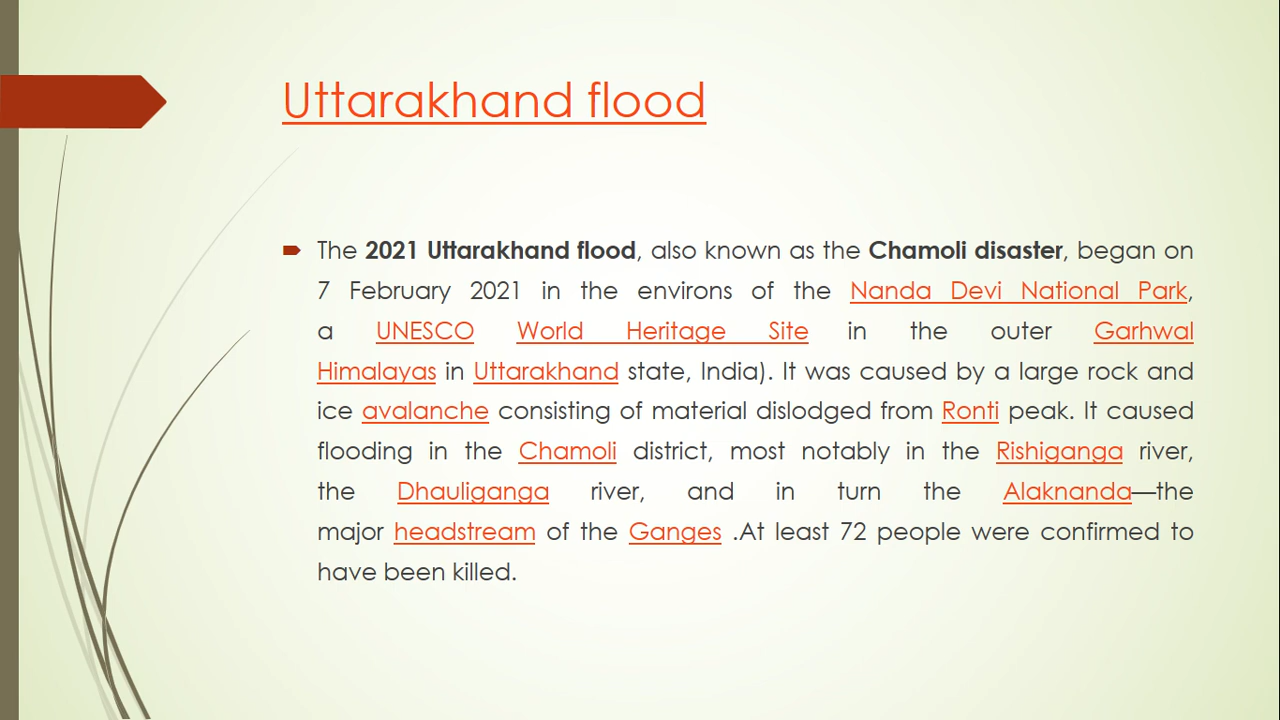 Uttarakhand flood
The 2021 Uttarakhand flood, also known as the Chamoli disaster, began on
7 February 2021 in the environs of the Nanda Devi National Park,
a UNESCO World Heritage Site in the outer Garhwal
Himalayas in Uttarakhand state, India). It was caused by a large rock and
ice avalanche consisting of material dislodged from Ronti peak. It caused
flooding in the Chamoli district, most notably in the Rishiganga river,
the Dhauliganga river, and in turn the Alaknanda—the
major headstream of the Ganges .At least 72 people were confirmed to
have been killed.